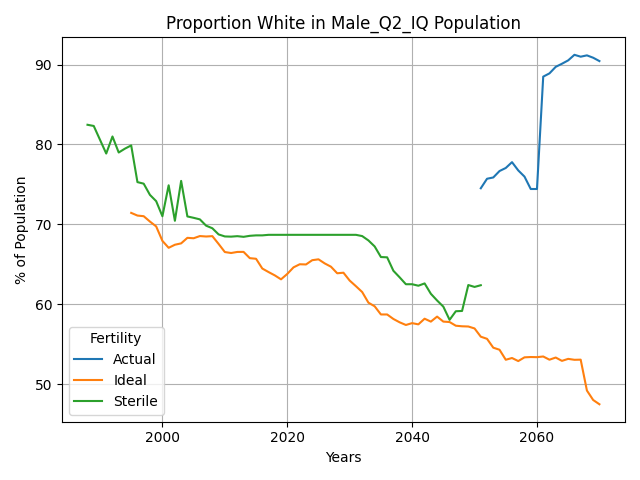 Proportion White in Male_Q2_IQ Population
% of Population
90
80
70
60
50
Fertility
Actual
Ideal
Sterile
2000
2020
2040
2060
Years